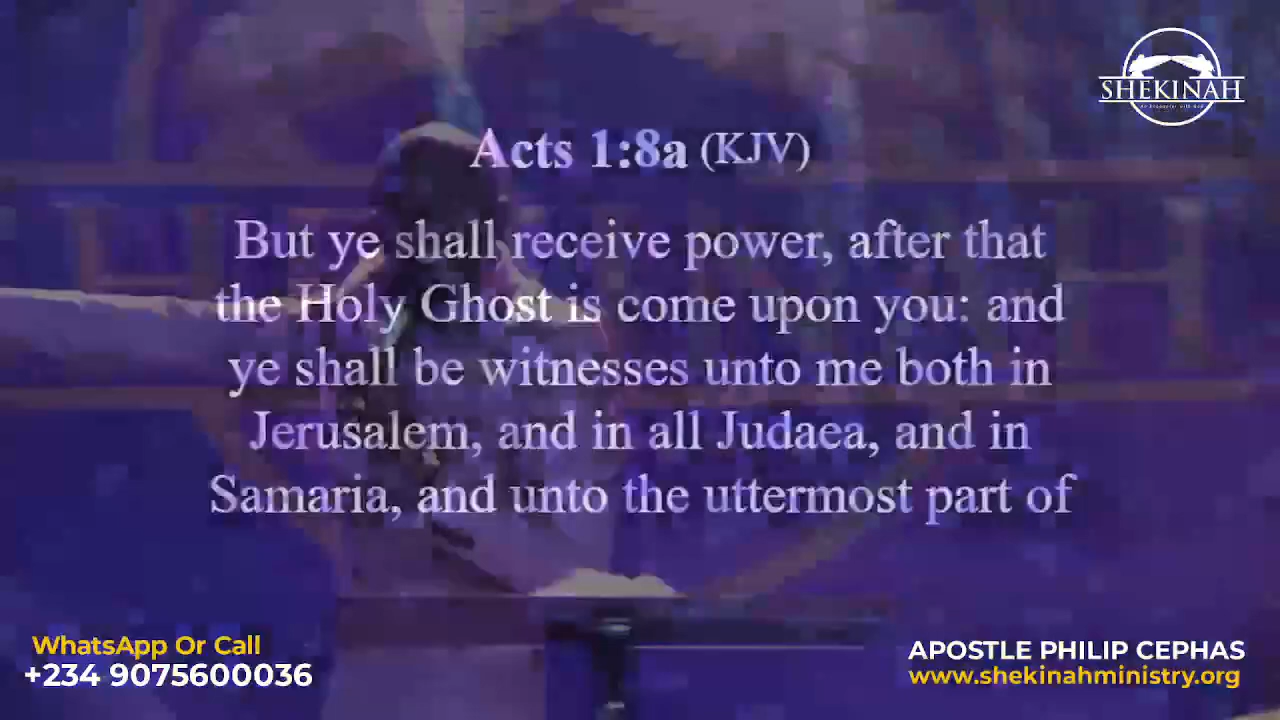 SHEKINAH
Acts 1:8a (KJV)
But ye shall receive power, after that
the Holy Ghost is come upon you: and
ye shall be witnesses unto me both in
Jerusalem, and in all Judaea, and in
Samaria, and unto the uttermost part of
WhatsApp Or Call
+234 9075600036
APOSTLE PHILIP CEPHAS
www.shekinahministry.org